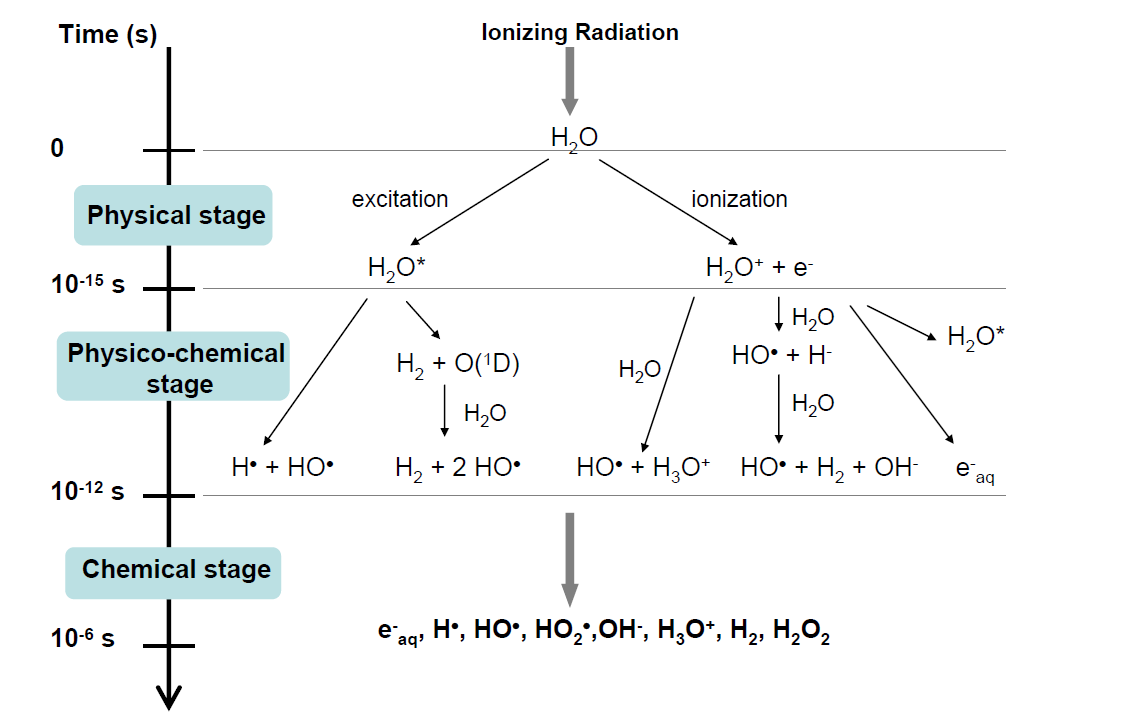 Time (s)
Ionizing Radiation
H₂O
0
excitation
ionization
Physical stage
H₂O*
H₂O⁺ + e⁻
10⁻¹⁵ s
H₂O
H₂O*
Physico-chemical
stage
H₂ + O(¹D)
H₂O
HO• + H⁻
H₂O
H₂O
H• + HO•
H₂ + 2 HO•
HO• + H₃O⁺
HO• + H₂ + OH⁻
e⁻aq
10⁻¹² s
Chemical stage
10⁻⁶ s
e⁻aq, H•, HO•, HO₂•,OH⁻, H₃O⁺, H₂, H₂O₂